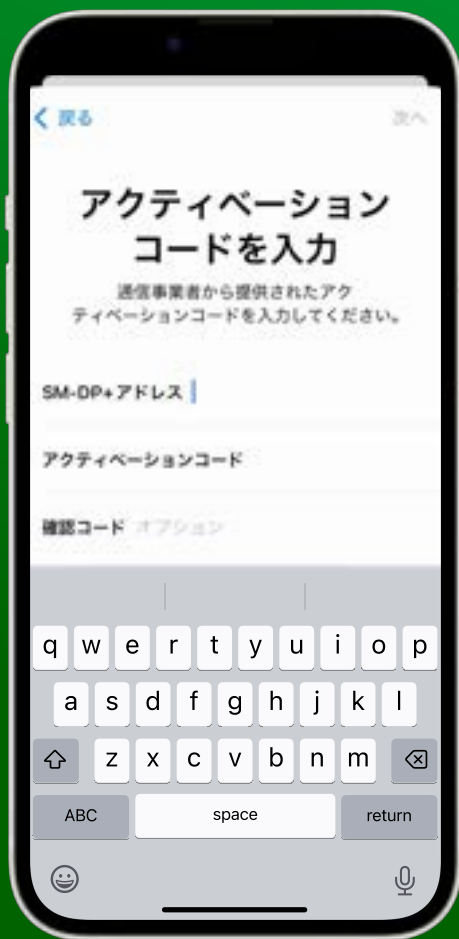 戻る 次へ
アクティベーション
コードを入力
通信事業者から提供されたアク
ティベーションコードを入力してください。
SM-DP+アドレス
アクティベーションコード
確認コード オプション
q w e r t y u i o p
a s d f g h j k l
z x c v b n m
ABC space return